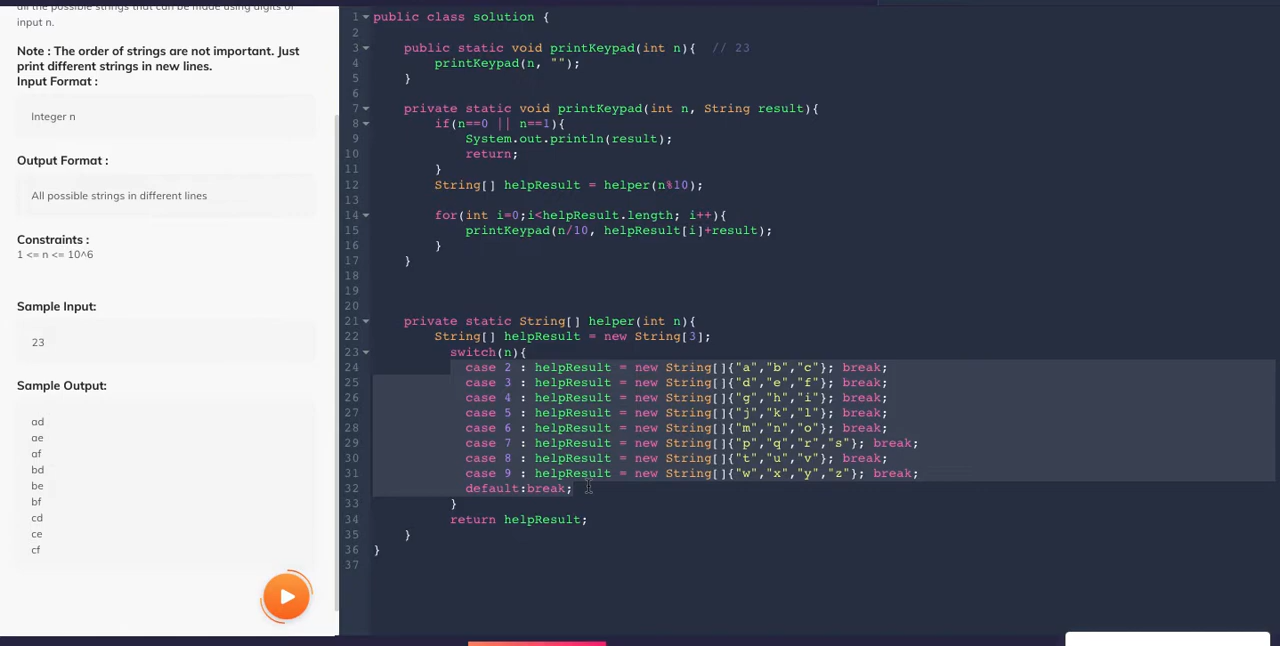 all the possible strings that can be made using digits of
input n.
Note : The order of strings are not important. Just
print different strings in new lines.
Input Format :
Integer n
Output Format :
All possible strings in different lines
Constraints :
1 <= n <= 10^6
Sample Input:
23
Sample Output:
ad
ae
af
bd
be
bf
cd
ce
cf
1 public class solution {
2
3 public static void printKeypad(int n){ // 23
4 printKeypad(n, "");
5 }
6
7 private static void printKeypad(int n, String result){
8 if(n==0 || n==1){
9 System.out.println(result);
10 return;
11 }
12 String[] helpResult = helper(n%10);
13
14 for(int i=0;i<helpResult.length; i++){
15 printKeypad(n/10, helpResult[i]+result);
16 }
17 }
18
19
20
21 private static String[] helper(int n){
22 String[] helpResult = new String[3];
23 switch(n){
24 case 2 : helpResult = new String[]{"a","b","c"}; break;
25 case 3 : helpResult = new String[]{"d","e","f"}; break;
26 case 4 : helpResult = new String[]{"g","h","i"}; break;
27 case 5 : helpResult = new String[]{"j","k","l"}; break;
28 case 6 : helpResult = new String[]{"m","n","o"}; break;
29 case 7 : helpResult = new String[]{"p","q","r","s"}; break;
30 case 8 : helpResult = new String[]{"t","u","v"}; break;
31 case 9 : helpResult = new String[]{"w","x","y","z"}; break;
32 default:break;
33 }
34 return helpResult;
35 }
36 }
37